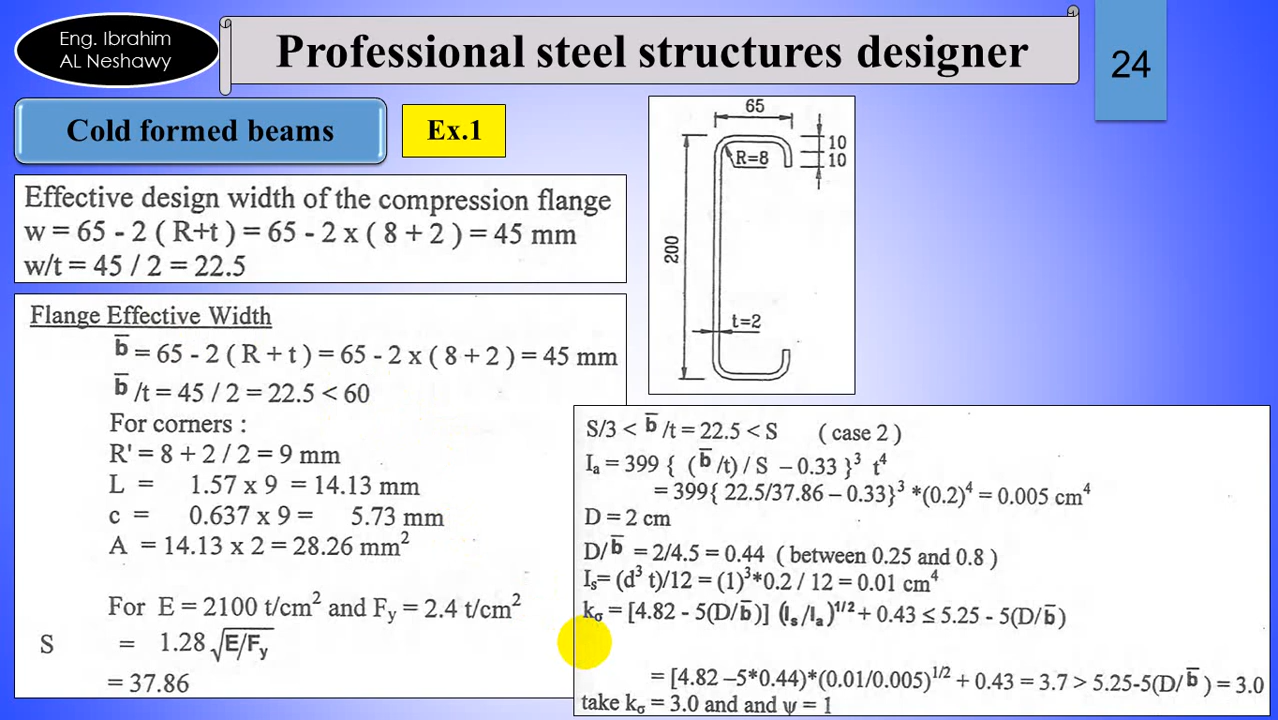 Eng. Ibrahim
AL Neshawy
Professional steel structures designer
24
Cold formed beams
Ex.1
Effective design width of the compression flange
w = 65 - 2 ( R+t ) = 65 - 2 x ( 8 + 2 ) = 45 mm
w/t = 45 / 2 = 22.5
65
10
10
R=8
200
t=2
Flange Effective Width
b̅ = 65 - 2 ( R + t ) = 65 - 2 x ( 8 + 2 ) = 45 mm
b̅ /t = 45 / 2 = 22.5 < 60
For corners :
R' = 8 + 2 / 2 = 9 mm
L = 1.57 x 9 = 14.13 mm
c = 0.637 x 9 = 5.73 mm
A = 14.13 x 2 = 28.26 mm²
For E = 2100 t/cm² and Fy = 2.4 t/cm²
S = 1.28 √E/Fy
= 37.86
S/3 < b̅ /t = 22.5 < S ( case 2 )
Ia = 399 { ( b̅ /t) / S – 0.33 }³ t⁴
= 399{ 22.5/37.86 – 0.33}³ *(0.2)⁴ = 0.005 cm⁴
D = 2 cm
D/b̅ = 2/4.5 = 0.44 ( between 0.25 and 0.8 )
Is= (d³ t)/12 = (1)³*0.2 / 12 = 0.01 cm⁴
kσ = [4.82 - 5(D/b̅)] (Is/Ia)¹/² + 0.43 ≤ 5.25 - 5(D/b̅)
= [4.82 –5*0.44)*(0.01/0.005)¹/² + 0.43 = 3.7 > 5.25-5(D/ b̅ ) = 3.0
take kσ = 3.0 and and ψ = 1